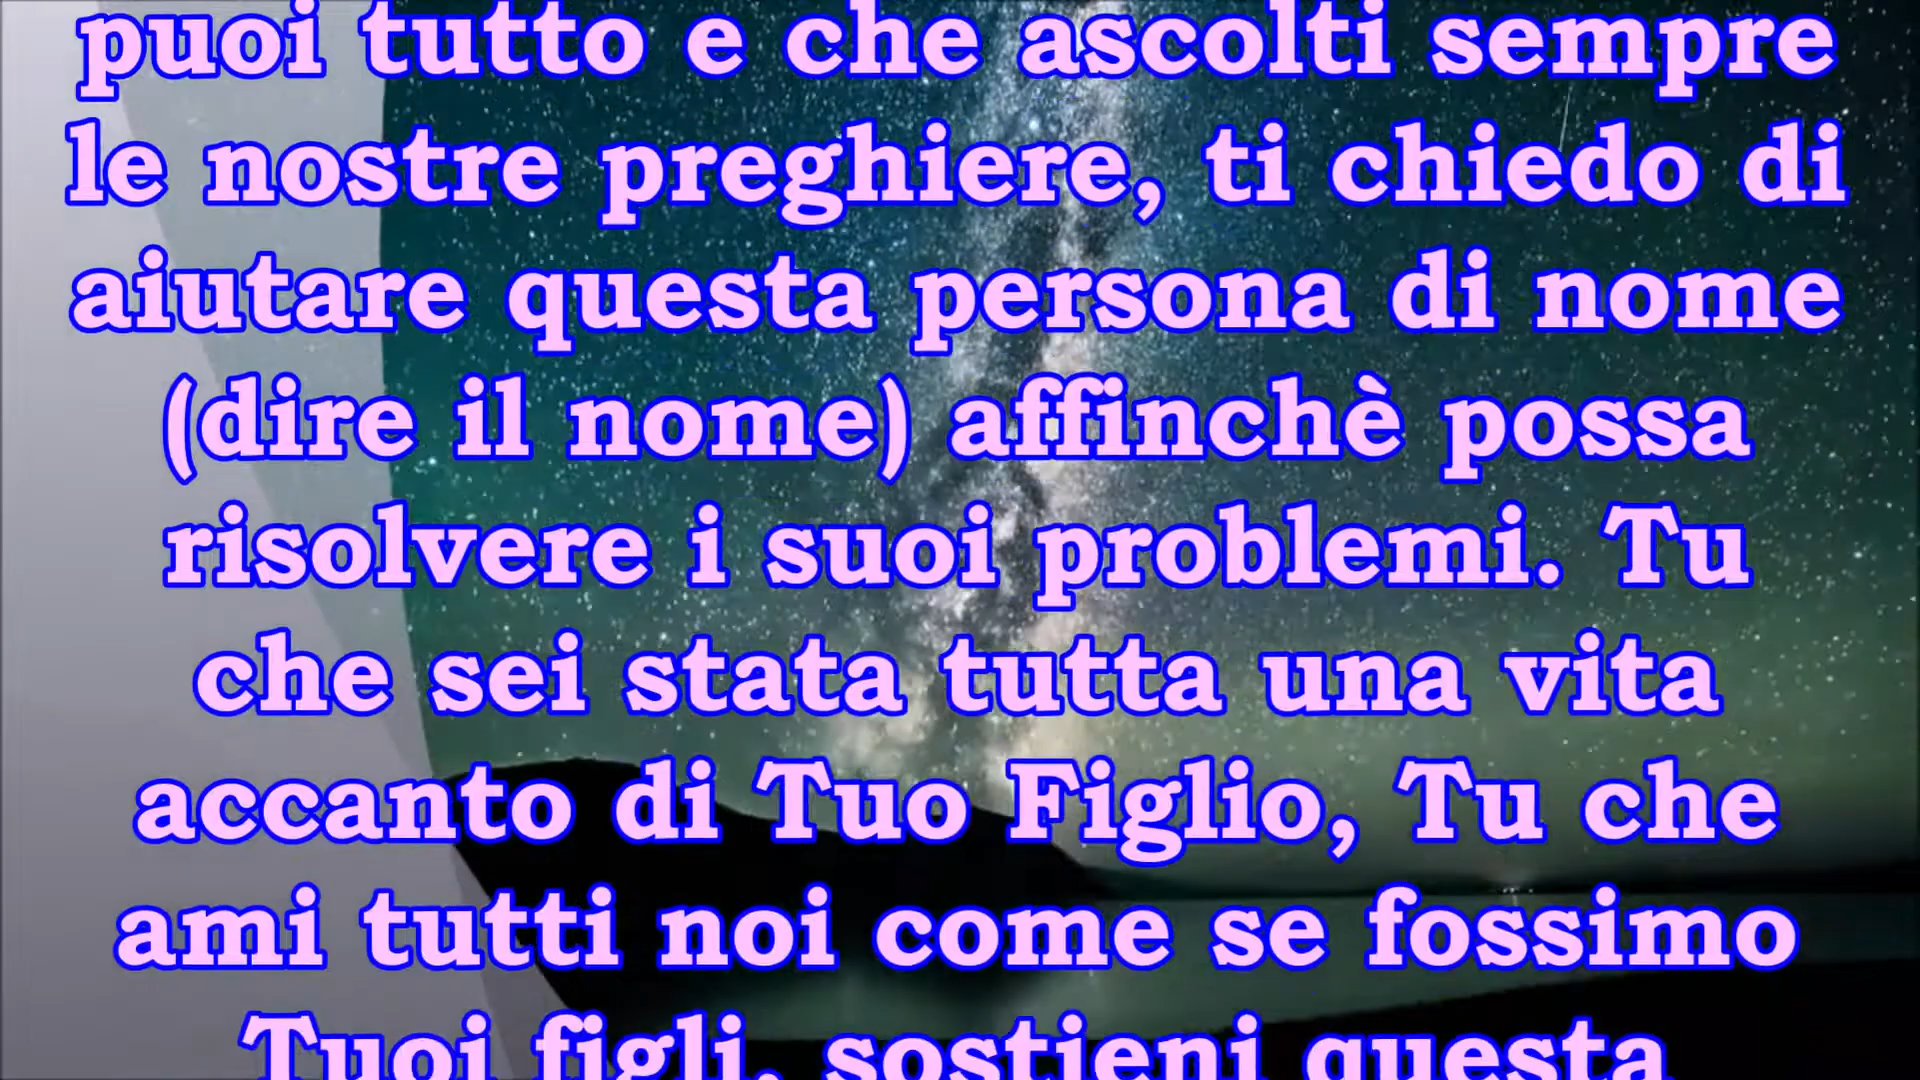 puoi tutto e che ascolti sempre
le nostre preghiere, ti chiedo di
aiutare questa persona di nome
(dire il nome) affinchè possa
risolvere i suoi problemi. Tu
che sei stata tutta una vita
accanto di Tuo Figlio, Tu che
ami tutti noi come se fossimo
Tuoi figli, sostieni questa